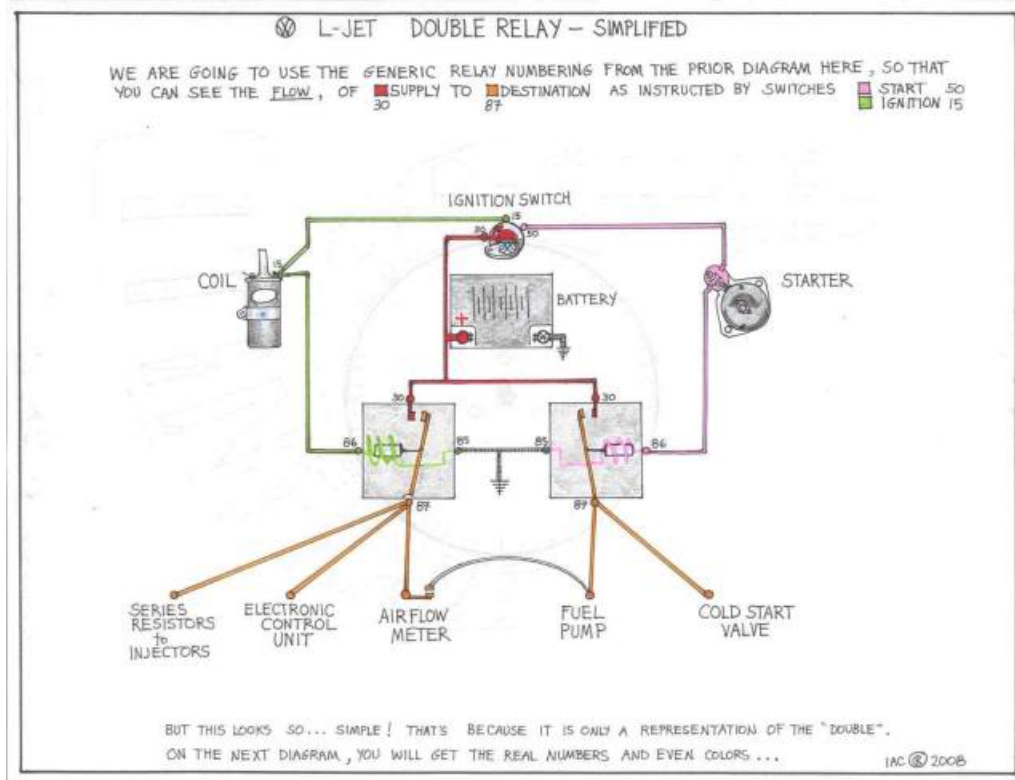 L-JET DOUBLE RELAY – SIMPLIFIED
WE ARE GOING TO USE THE GENERIC RELAY NUMBERING FROM THE PRIOR DIAGRAM HERE, SO THAT
YOU CAN SEE THE FLOW, OF SUPPLY TO DESTINATION AS INSTRUCTED BY SWITCHES START 50
30 87 IGNITION 15
IGNITION SWITCH
15
30 50
COIL 15
STARTER
BATTERY
+
30 30
86 85 85 86
87 87
SERIES
RESISTORS
to
INJECTORS
ELECTRONIC
CONTROL
UNIT
AIRFLOW
METER
FUEL
PUMP
COLD START
VALVE
BUT THIS LOOKS SO... SIMPLE! THAT'S BECAUSE IT IS ONLY A REPRESENTATION OF THE "DOUBLE".
ON THE NEXT DIAGRAM, YOU WILL GET THE REAL NUMBERS AND EVEN COLORS...
IAC ® 2008